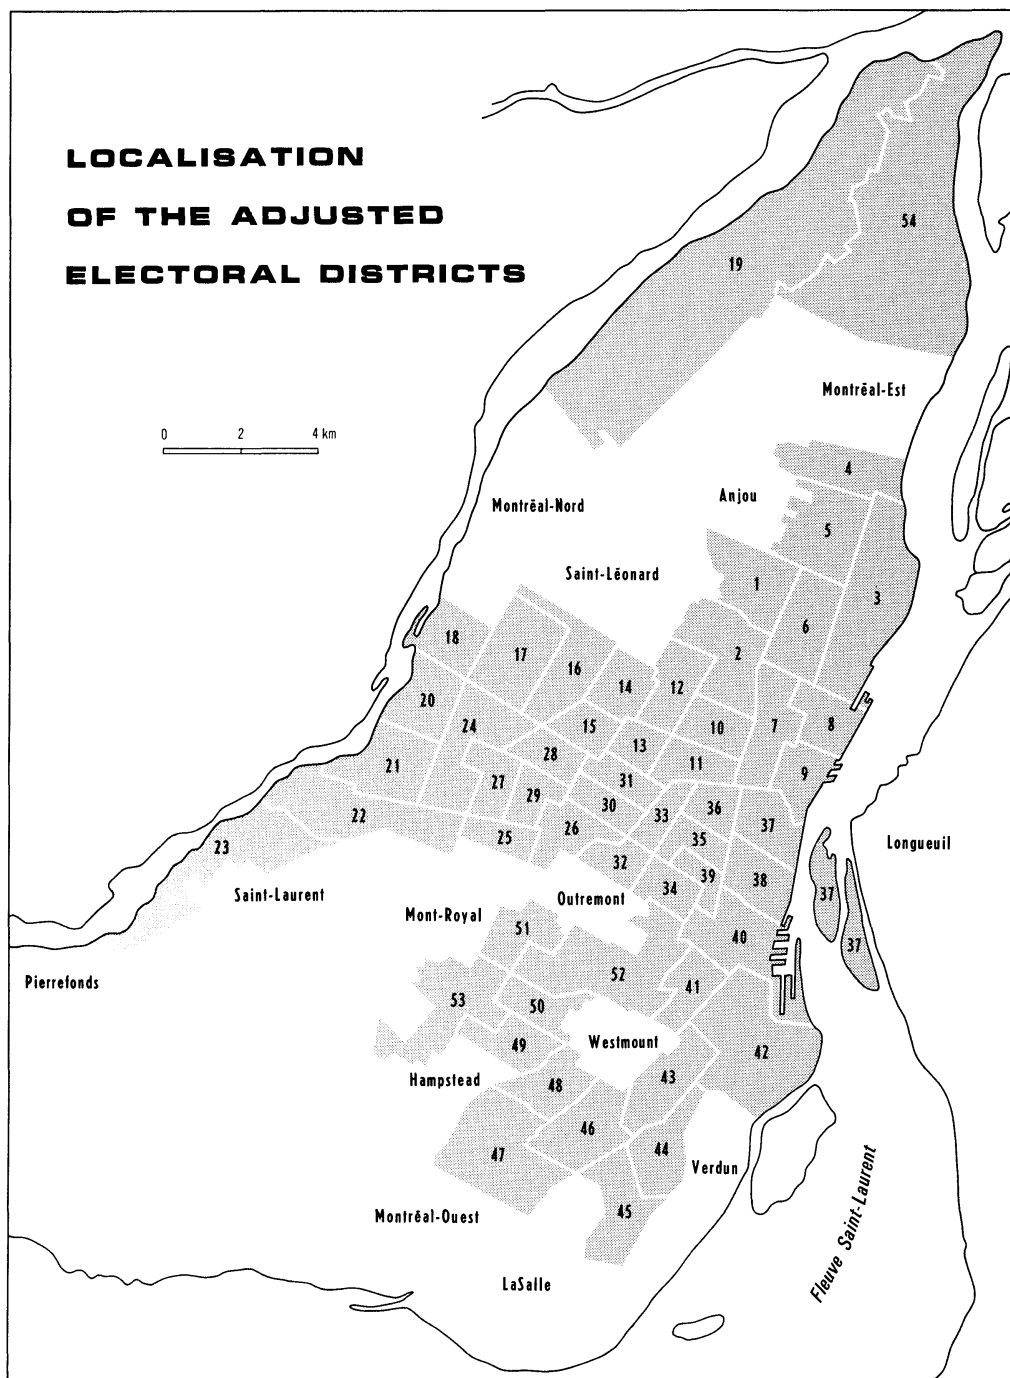 LOCALISATION
OF THE ADJUSTED
ELECTORAL DISTRICTS
54
19
Montréal-Est
0 2 4 km
4
Anjou
Montréal-Nord
5
Saint-Léonard
1
3
6
18
17
2
16
14
12
20
24
15
10
7
8
13
28
21
11
9
27
31
29
30
36
22
33
37
26
25
35
23
32
39
38
34
37
Longueuil
Saint-Laurent
Outremont
Mont-Royal
51
40
37
52
Pierrefonds
41
53
50
49
Westmount
42
Hampstead
48
43
46
44
47
Verdun
45
Montréal-Ouest
LaSalle
Fleuve Saint-Laurent